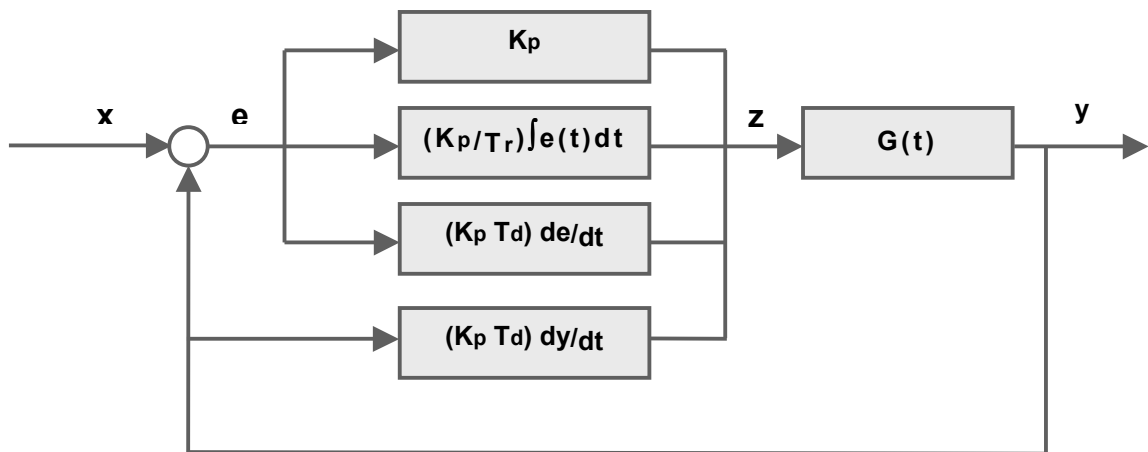 Kp
x
e
(Kp/Tr)∫e(t)dt
z
G(t)
y
(Kp Td) de/dt
(Kp Td) dy/dt